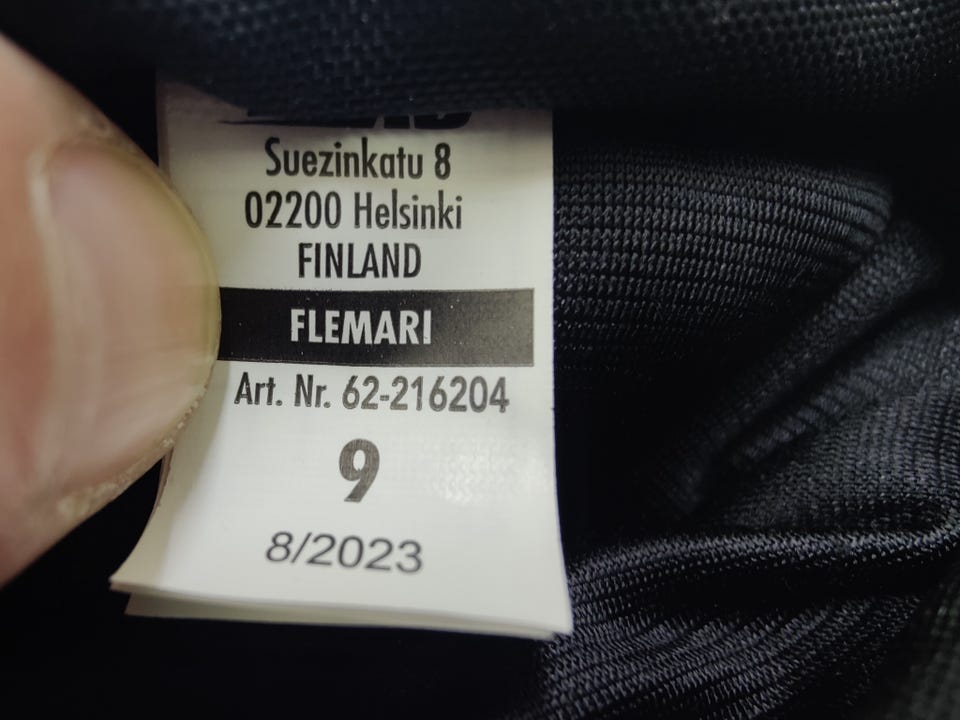 Suezinkatu 8
02200 Helsinki
FINLAND
FLEMARI
Art. Nr. 62-216204
9
8/2023